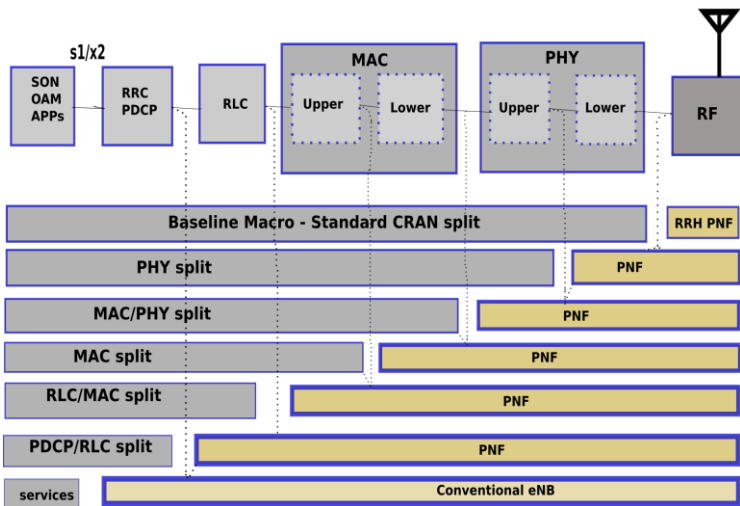 s1/x2
SON
OAM
APPs
RRC
PDCP
RLC
MAC
Upper
Lower
PHY
Upper
Lower
RF
Baseline Macro - Standard CRAN split
RRH PNF
PHY split
PNF
MAC/PHY split
PNF
MAC split
PNF
RLC/MAC split
PNF
PDCP/RLC split
PNF
services
Conventional eNB